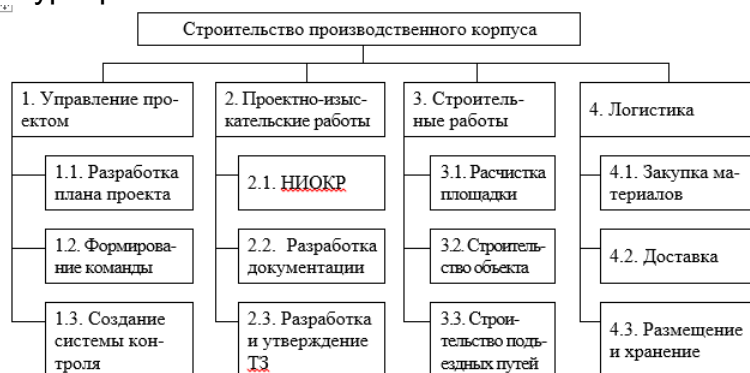 Строительство производственного корпуса
1. Управление про-
ектом
1.1. Разработка
плана проекта
1.2. Формирова-
ние команды
1.3. Создание
системы кон-
троля
2. Проектно-изыс-
кательские работы
2.1. НИОКР
2.2. Разработка
документации
2.3. Разработка
и утверждение
ТЗ
3. Строитель-
ные работы
3.1. Расчистка
площадки
3.2. Строитель-
ство объекта
3.3. Строи-
тельство подъ-
ездных путей
4. Логистика
4.1. Закупка ма-
териалов
4.2. Доставка
4.3. Размещение
и хранение